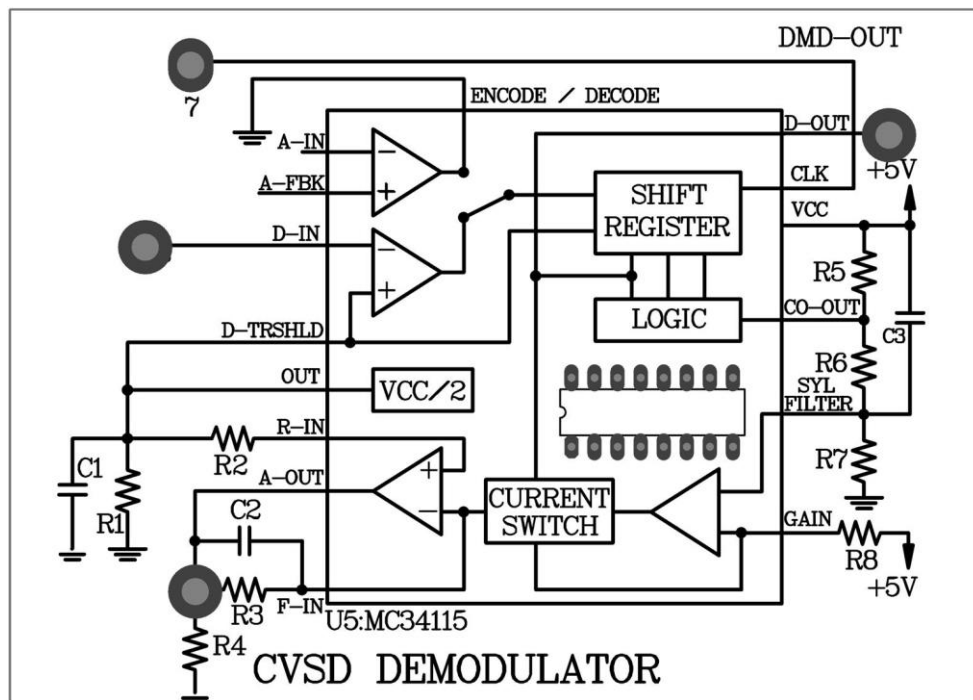 DMD-OUT
7
ENCODE / DECODE
D-OUT
A-IN
+5V
CLK
A-FBK
SHIFT
REGISTER
VCC
D-IN
R5
D-TRSHLD
LOGIC
CO-OUT
C3
R6
OUT
VCC/2
SYL
FILTER
R-IN
R2
C1
R7
A-OUT
CURRENT
SWITCH
R1
C2
GAIN
R8
+5V
R3
F-IN
U5:MC34115
R4
CVSD DEMODULATOR